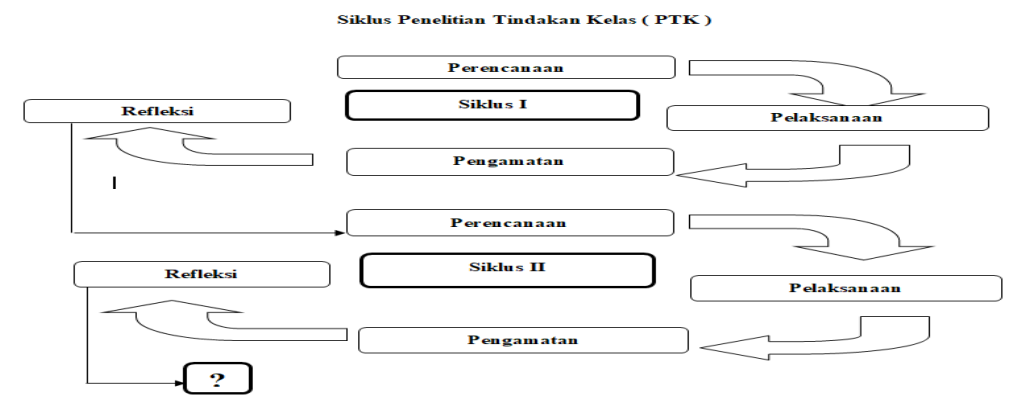 Siklus Penelitian Tindakan Kelas ( PTK )
Perencanaan
Siklus I
Refleksi
Pelaksanaan
Pengamatan
Perencanaan
Siklus II
Refleksi
Pelaksanaan
Pengamatan
?